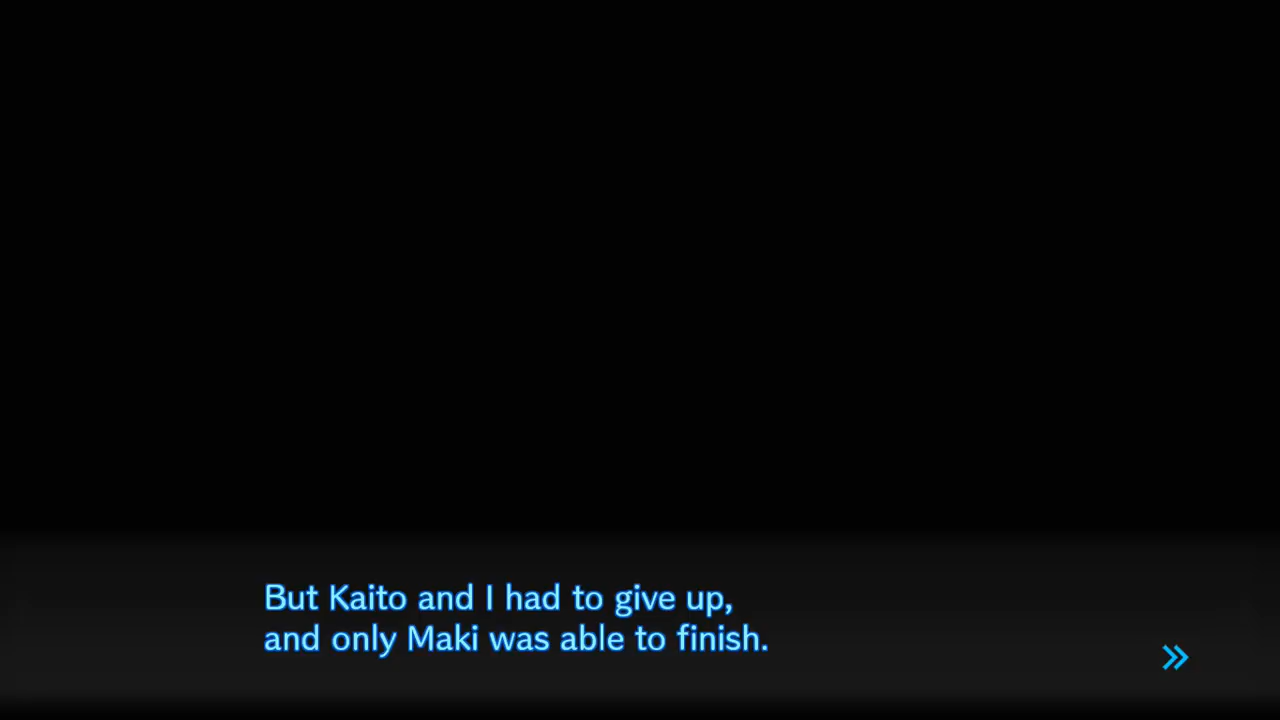 But Kaito and I had to give up,
and only Maki was able to finish.